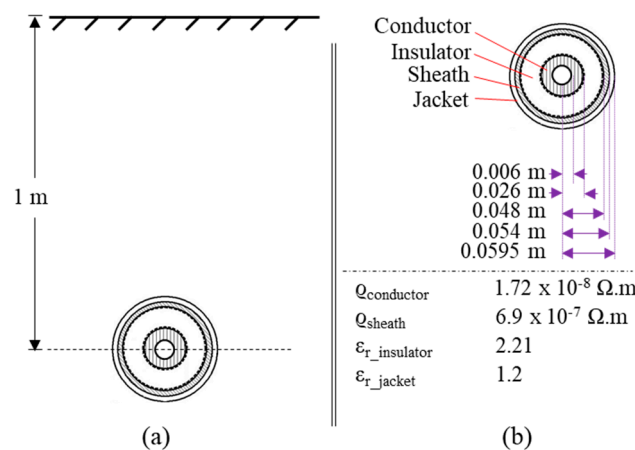 1 m
(a)
Conductor
Insulator
Sheath
Jacket
0.006 m
0.026 m
0.048 m
0.054 m
0.0595 m
ϱconductor 1.72 x 10⁻⁸ Ω.m
ϱsheath 6.9 x 10⁻⁷ Ω.m
εr_insulator 2.21
εr_jacket 1.2
(b)